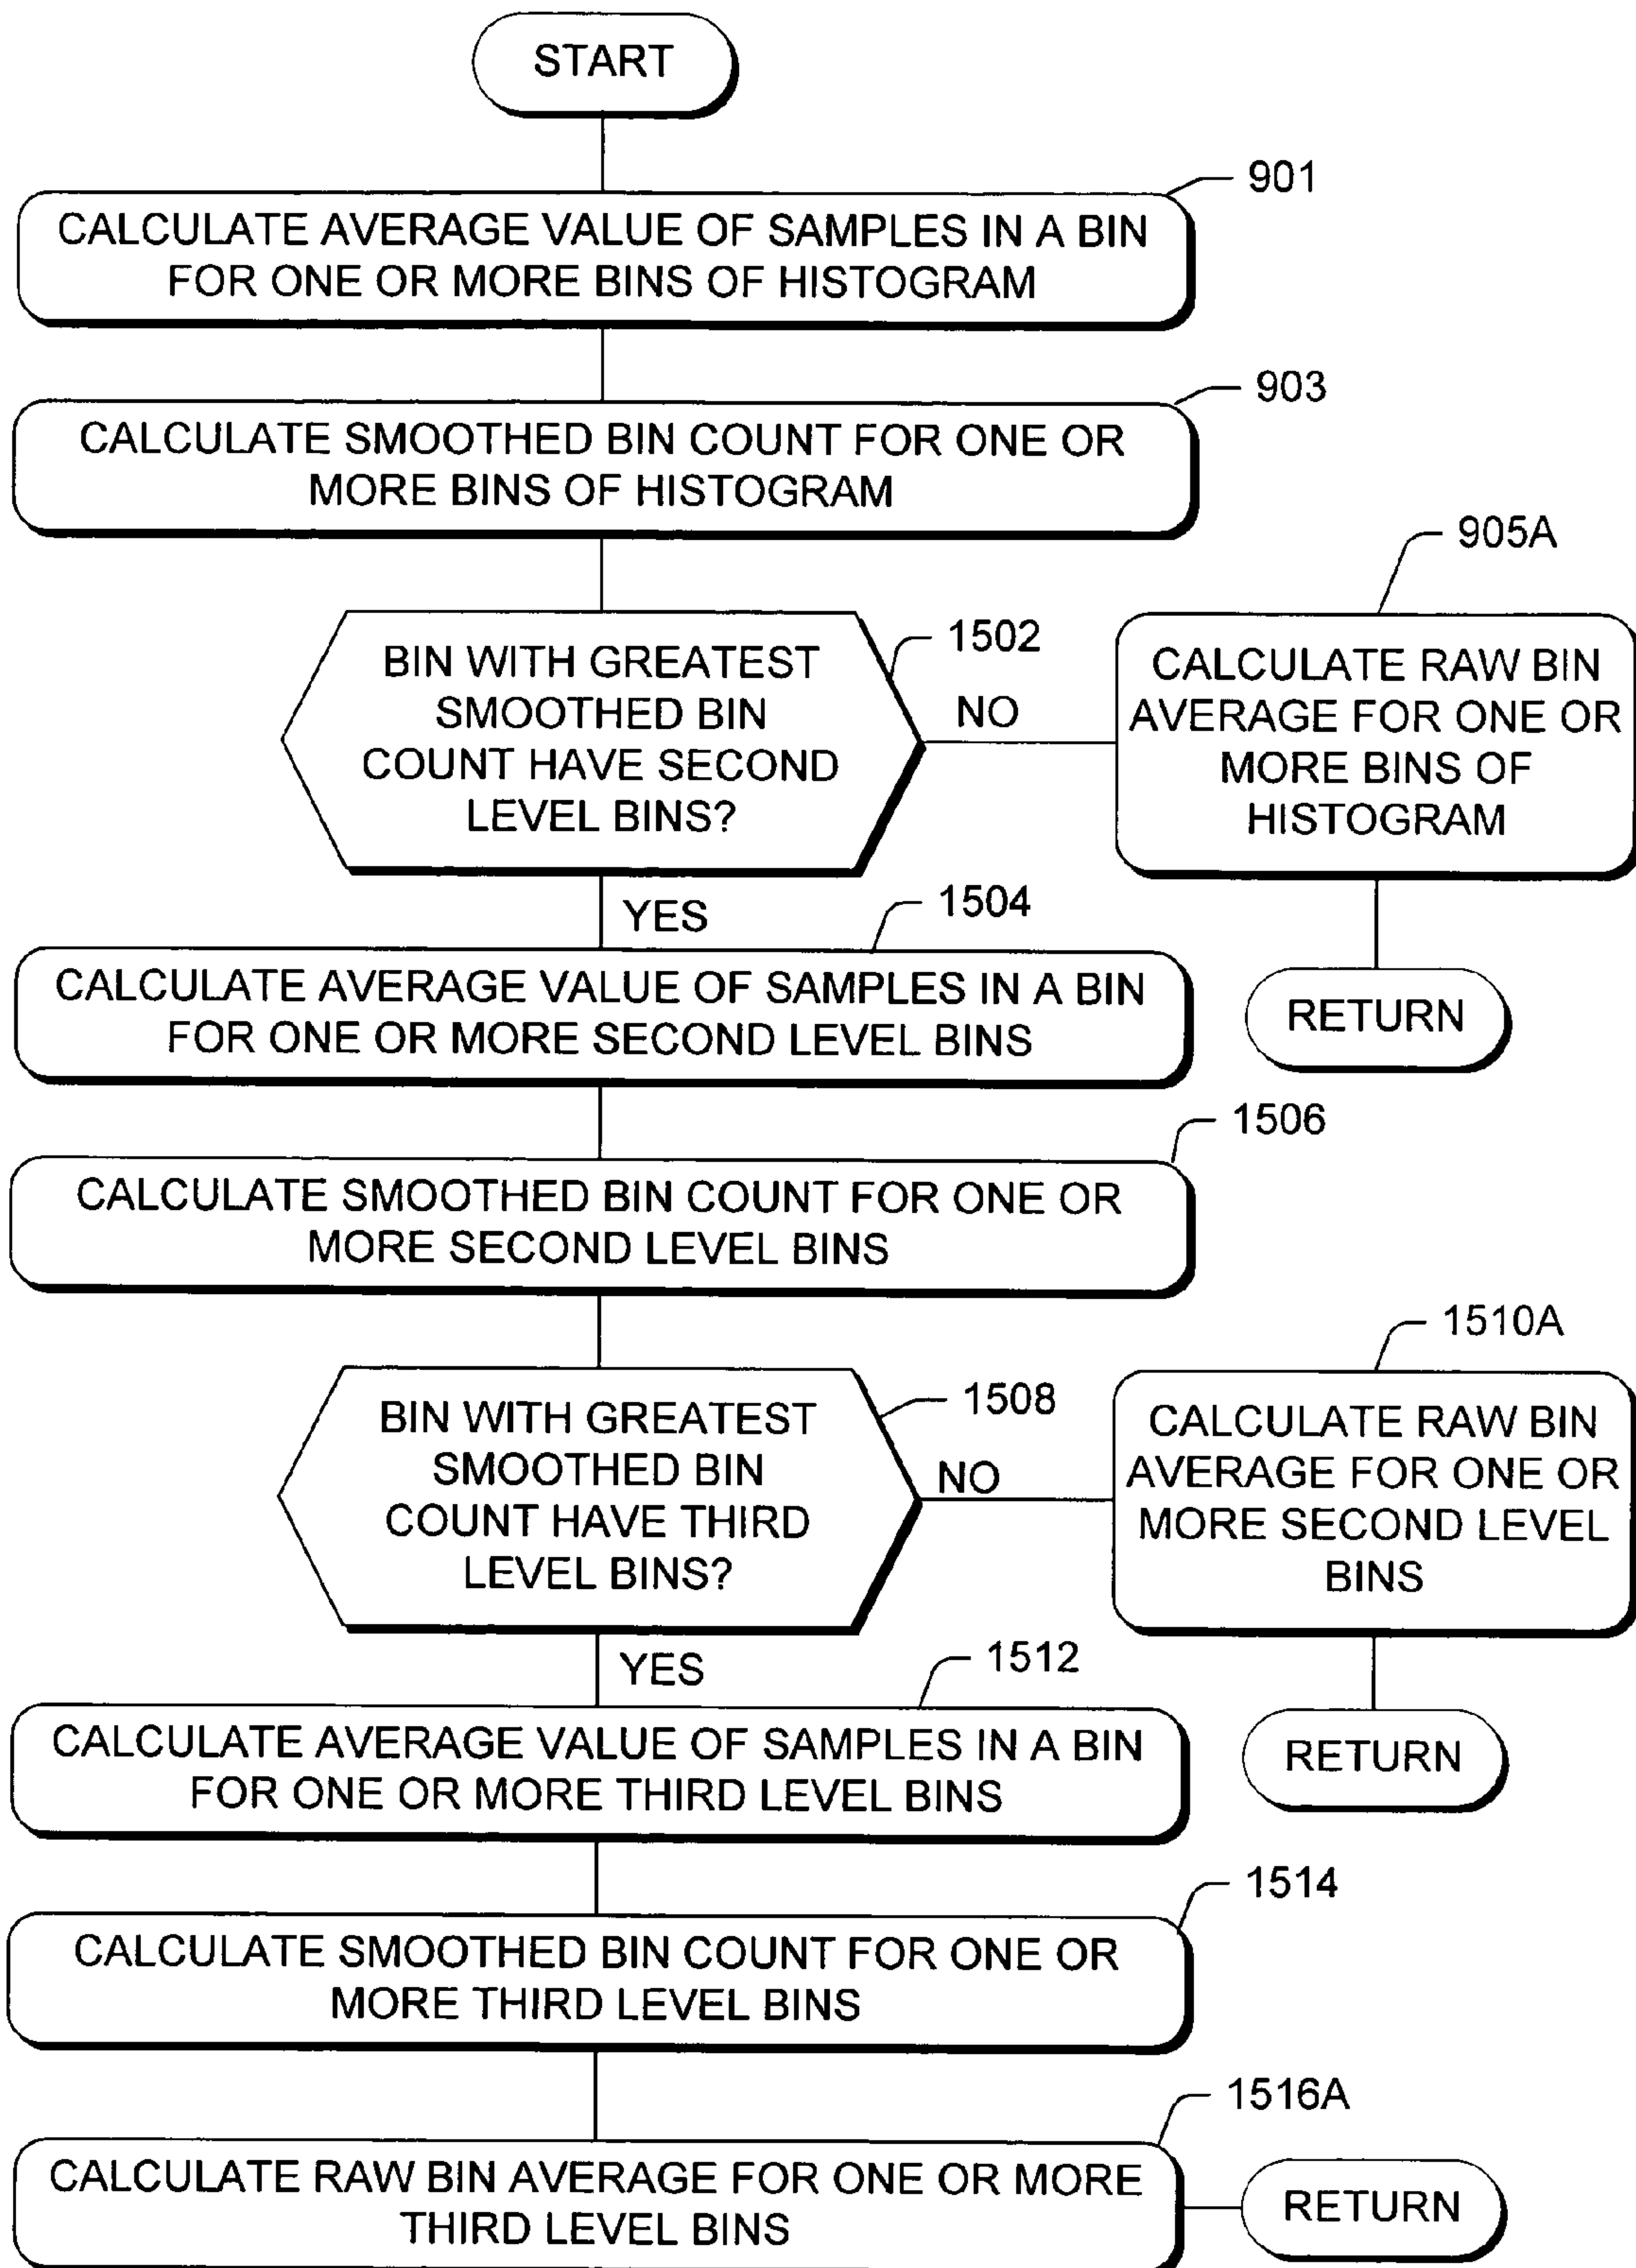 START
901
CALCULATE AVERAGE VALUE OF SAMPLES IN A BIN
FOR ONE OR MORE BINS OF HISTOGRAM
903
CALCULATE SMOOTHED BIN COUNT FOR ONE OR
MORE BINS OF HISTOGRAM
1502
BIN WITH GREATEST
SMOOTHED BIN
COUNT HAVE SECOND
LEVEL BINS?
NO
905A
CALCULATE RAW BIN
AVERAGE FOR ONE OR
MORE BINS OF
HISTOGRAM
RETURN
YES
1504
CALCULATE AVERAGE VALUE OF SAMPLES IN A BIN
FOR ONE OR MORE SECOND LEVEL BINS
1506
CALCULATE SMOOTHED BIN COUNT FOR ONE OR
MORE SECOND LEVEL BINS
1508
BIN WITH GREATEST
SMOOTHED BIN
COUNT HAVE THIRD
LEVEL BINS?
NO
1510A
CALCULATE RAW BIN
AVERAGE FOR ONE OR
MORE SECOND LEVEL
BINS
RETURN
YES
1512
CALCULATE AVERAGE VALUE OF SAMPLES IN A BIN
FOR ONE OR MORE THIRD LEVEL BINS
1514
CALCULATE SMOOTHED BIN COUNT FOR ONE OR
MORE THIRD LEVEL BINS
1516A
CALCULATE RAW BIN AVERAGE FOR ONE OR MORE
THIRD LEVEL BINS
RETURN